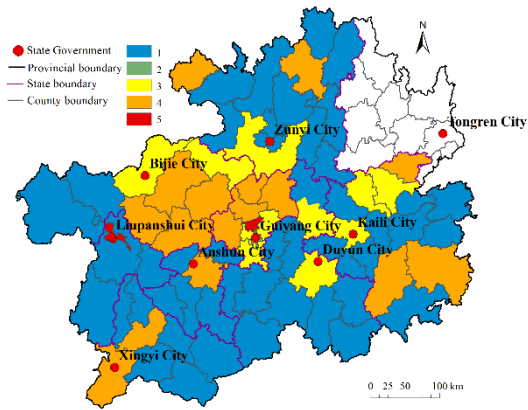 N
State Government
Provincial boundary
State boundary
County boundary
1
2
3
4
5
Zunyi City
Tongren City
Bijie City
Liupanshui City
Guiyang City
Kaili City
Anshun City
Duyun City
Xingyi City
0 25 50 100 km